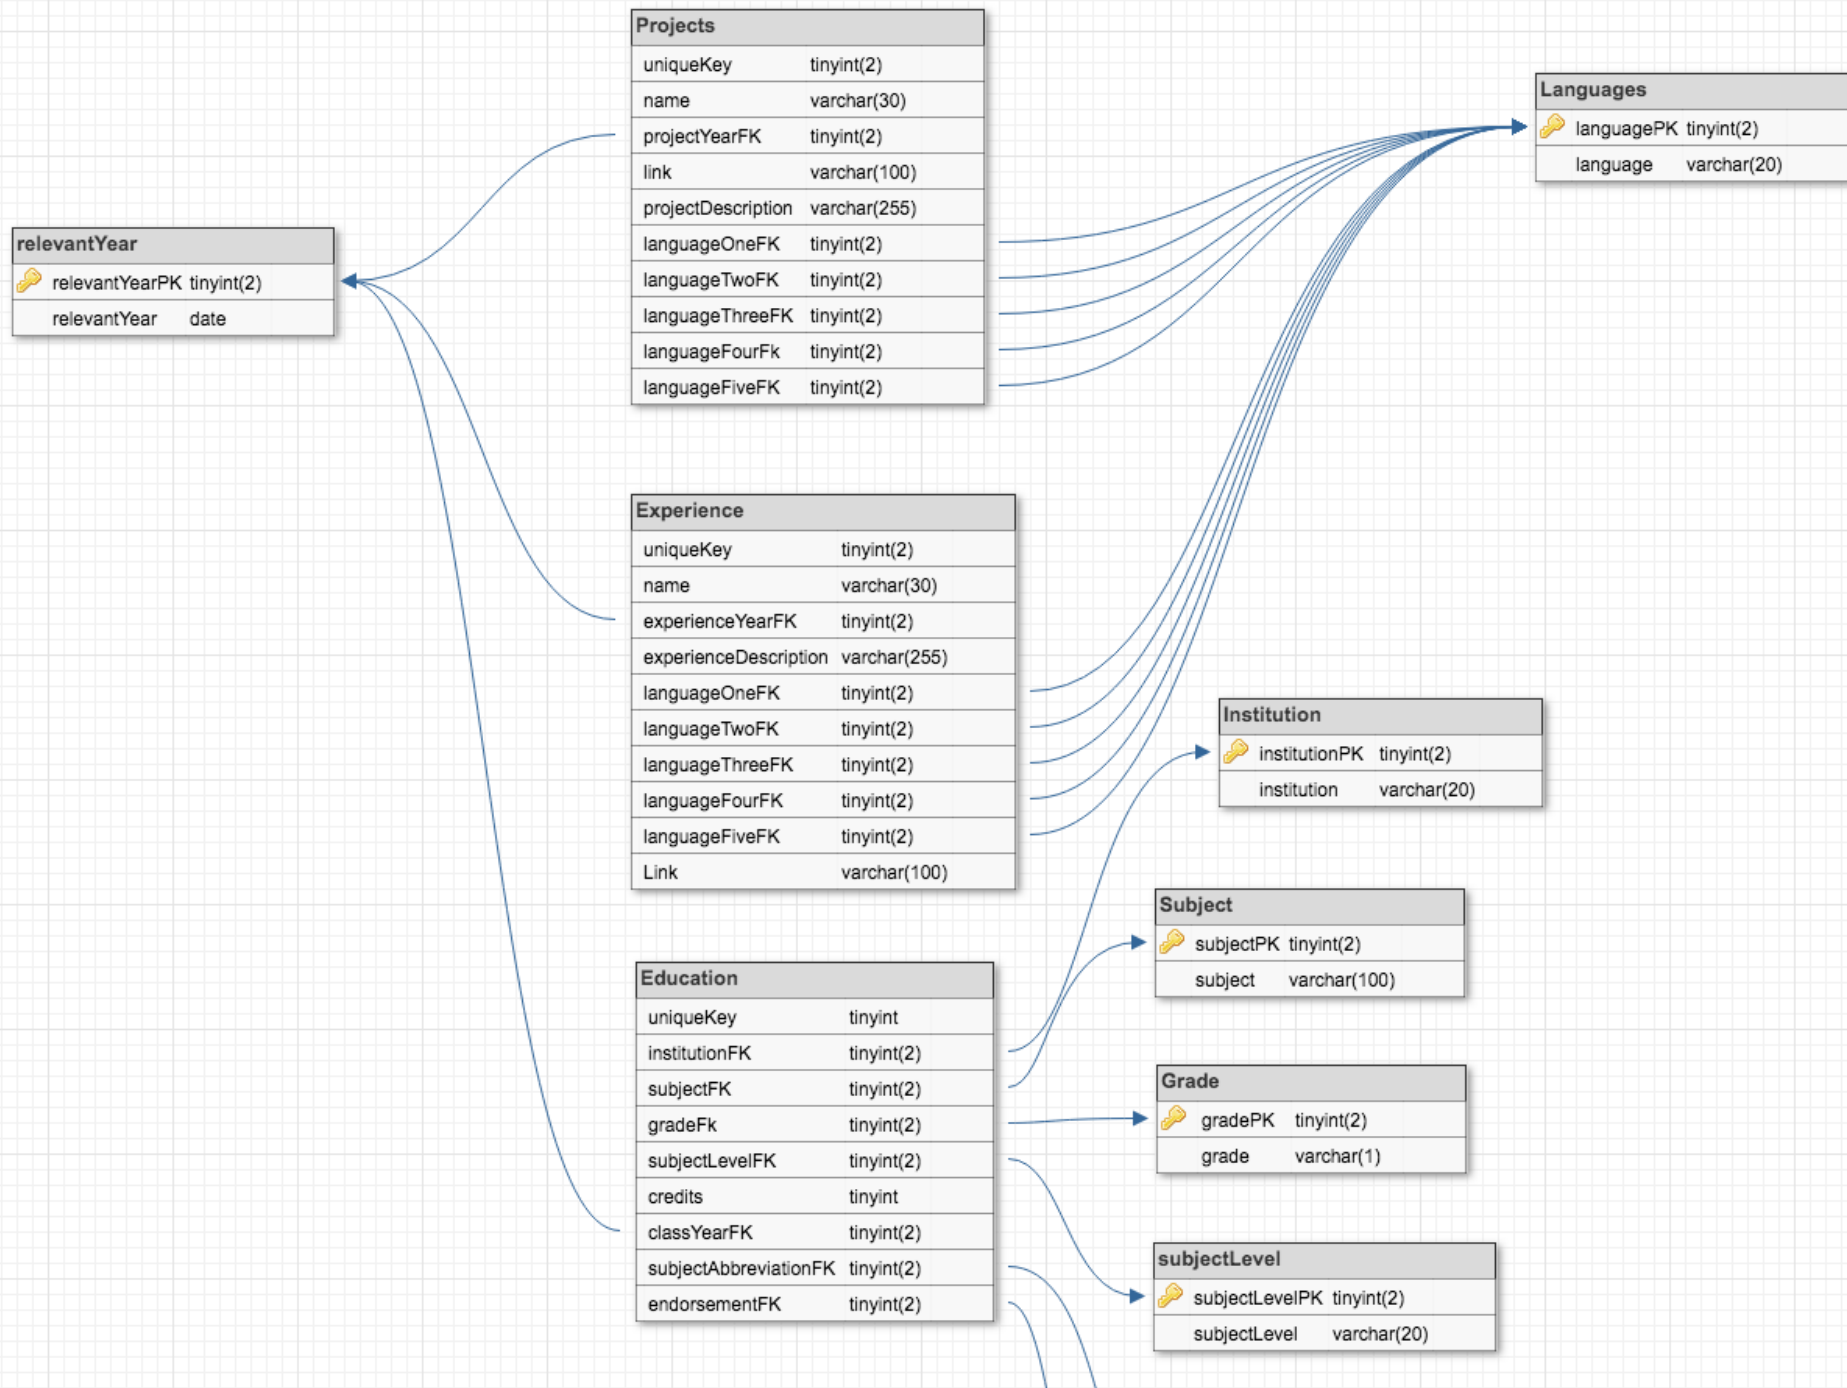 Projects
uniqueKey tinyint(2)
name varchar(30)
projectYearFK tinyint(2)
link varchar(100)
projectDescription varchar(255)
languageOneFK tinyint(2)
languageTwoFK tinyint(2)
languageThreeFK tinyint(2)
languageFourFk tinyint(2)
languageFiveFK tinyint(2)
Languages
languagePK tinyint(2)
language varchar(20)
relevantYear
relevantYearPK tinyint(2)
relevantYear date
Experience
uniqueKey tinyint(2)
name varchar(30)
experienceYearFK tinyint(2)
experienceDescription varchar(255)
languageOneFK tinyint(2)
languageTwoFK tinyint(2)
languageThreeFK tinyint(2)
languageFourFK tinyint(2)
languageFiveFK tinyint(2)
Link varchar(100)
Institution
institutionPK tinyint(2)
institution varchar(20)
Subject
subjectPK tinyint(2)
subject varchar(100)
Education
uniqueKey tinyint
institutionFK tinyint(2)
subjectFK tinyint(2)
gradeFk tinyint(2)
subjectLevelFK tinyint(2)
credits tinyint
classYearFK tinyint(2)
subjectAbbreviationFK tinyint(2)
endorsementFK tinyint(2)
Grade
gradePK tinyint(2)
grade varchar(1)
subjectLevel
subjectLevelPK tinyint(2)
subjectLevel varchar(20)